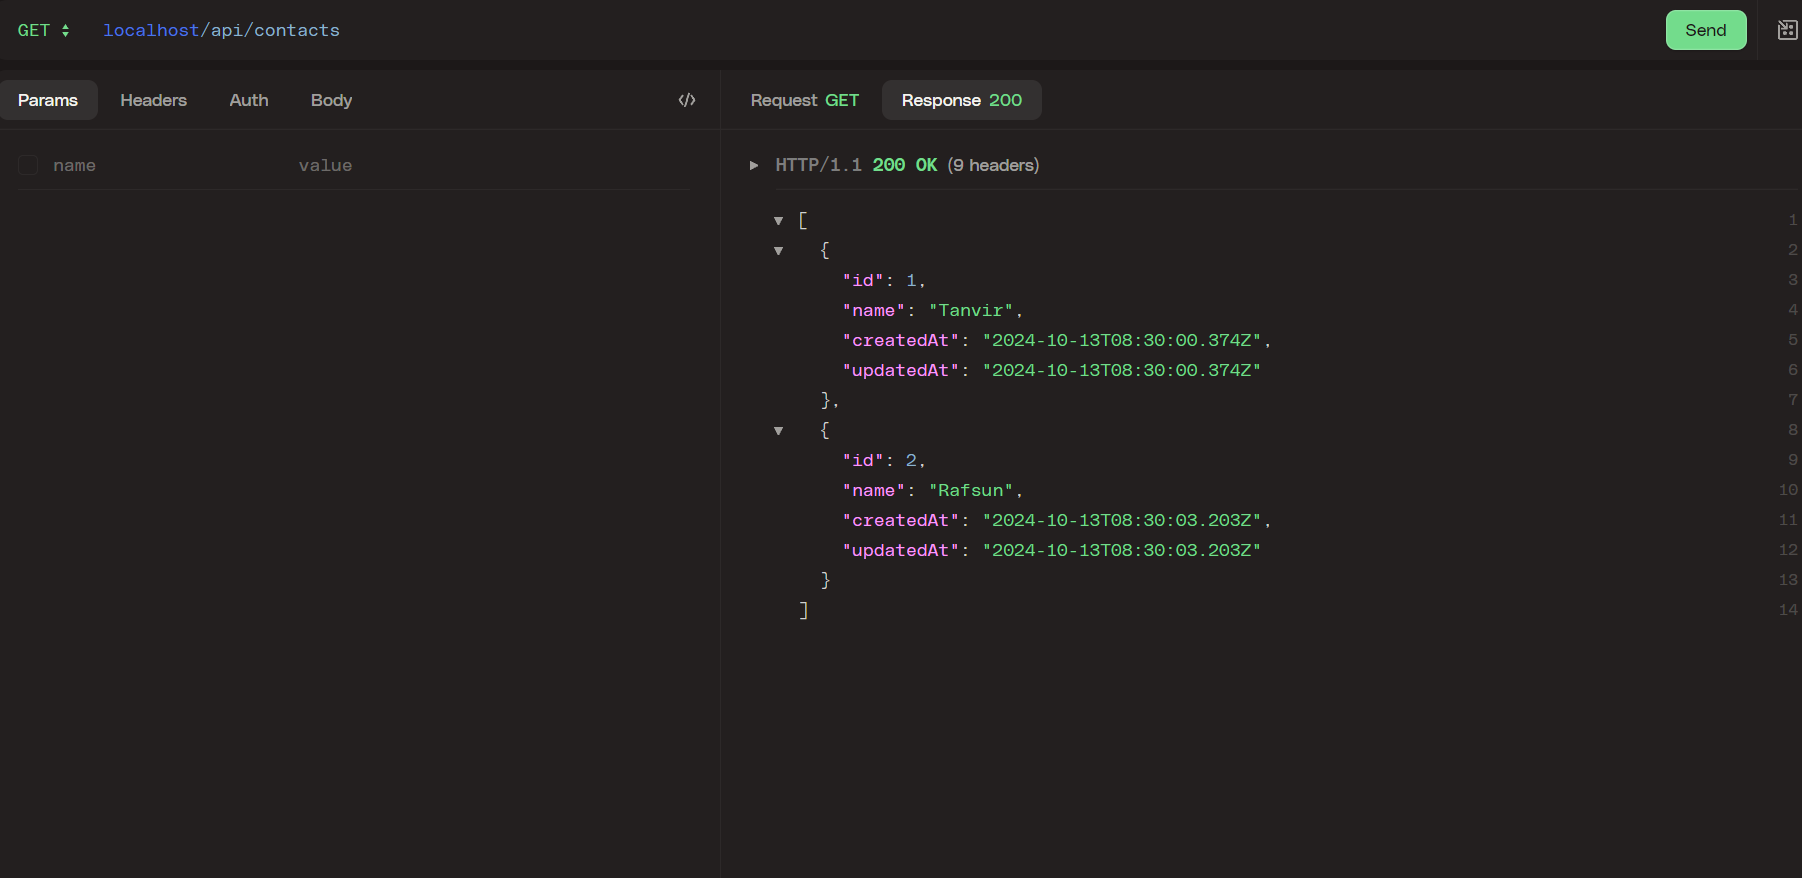 GET localhost/api/contacts Send
Params Headers Auth Body </> Request GET Response 200
name value
HTTP/1.1 200 OK (9 headers)
[ 1
{ 2
"id": 1, 3
"name": "Tanvir", 4
"createdAt": "2024-10-13T08:30:00.374Z", 5
"updatedAt": "2024-10-13T08:30:00.374Z" 6
}, 7
{ 8
"id": 2, 9
"name": "Rafsun", 10
"createdAt": "2024-10-13T08:30:03.203Z", 11
"updatedAt": "2024-10-13T08:30:03.203Z" 12
} 13
] 14